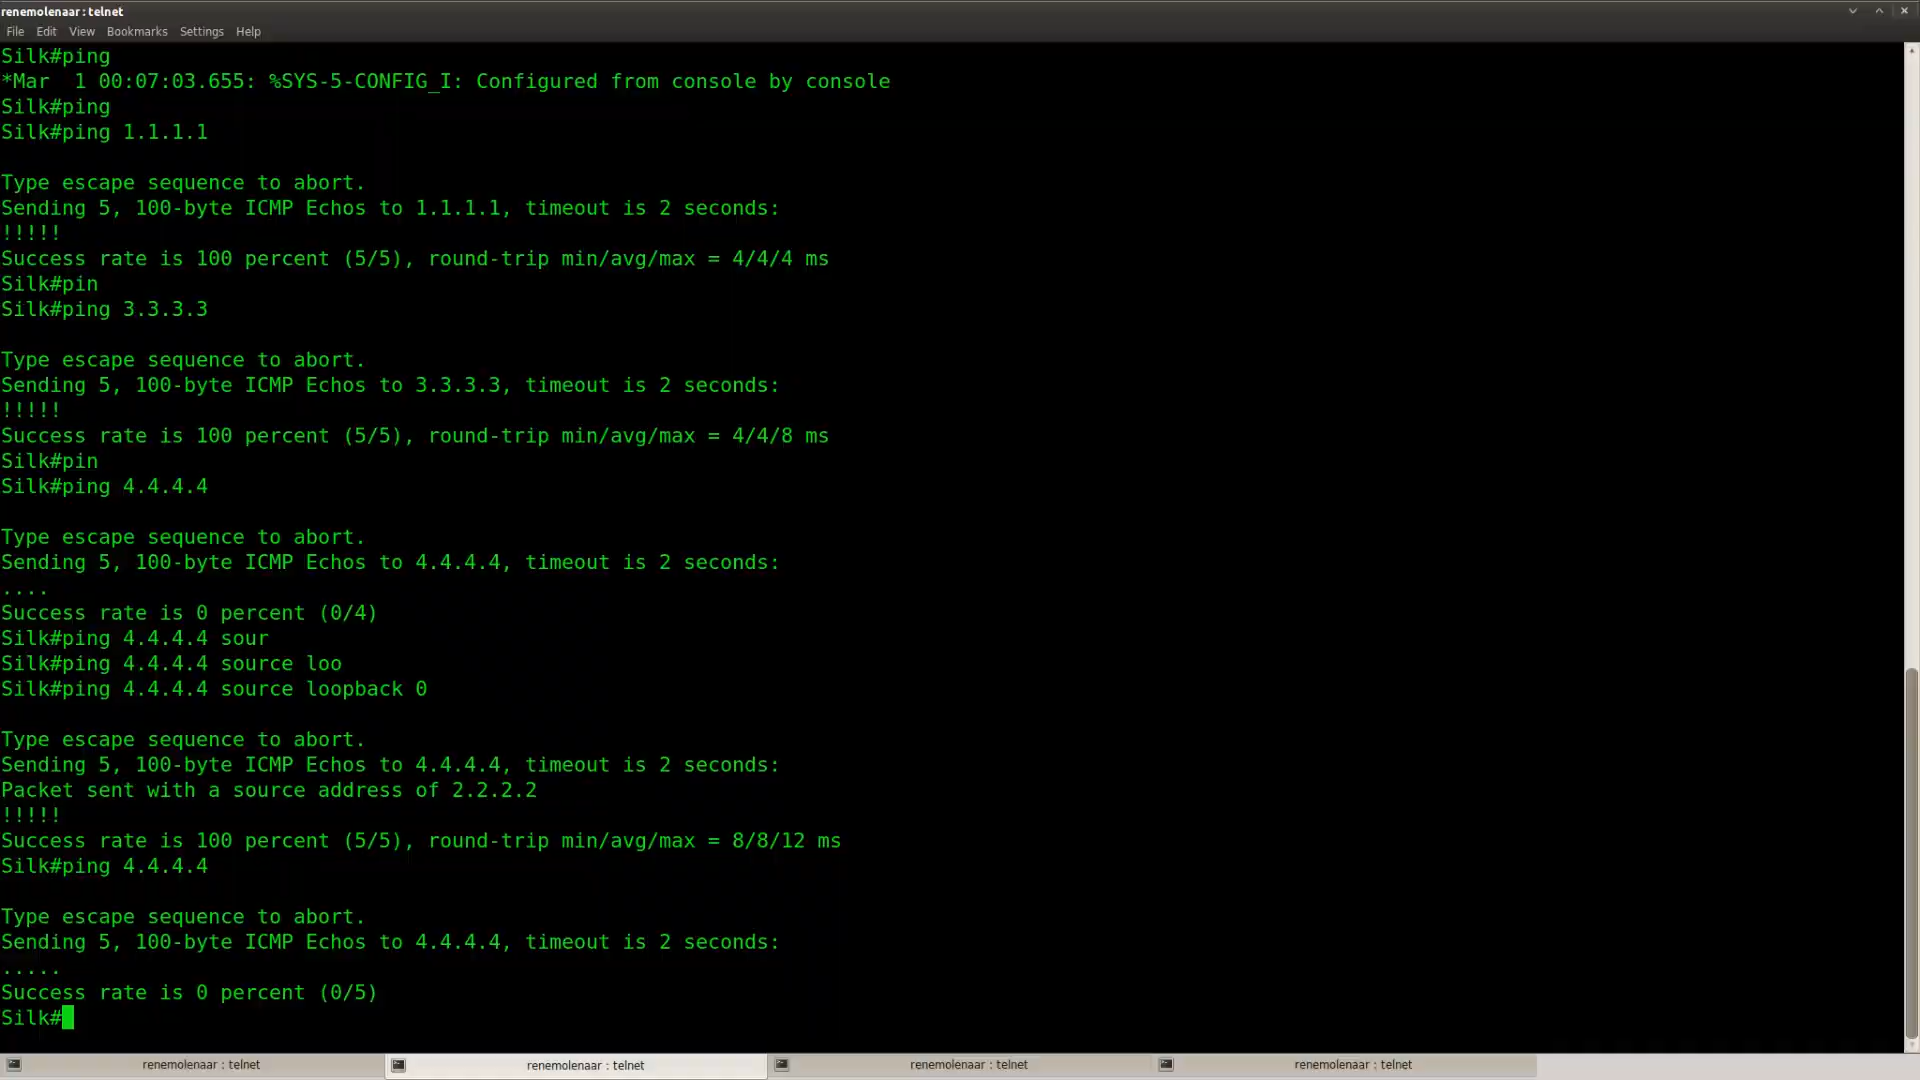 renemolenaar : telnet
File Edit View Bookmarks Settings Help
Silk#ping
*Mar  1 00:07:03.655: %SYS-5-CONFIG_I: Configured from console by console
Silk#ping
Silk#ping 1.1.1.1
Type escape sequence to abort.
Sending 5, 100-byte ICMP Echos to 1.1.1.1, timeout is 2 seconds:
!!!!!
Success rate is 100 percent (5/5), round-trip min/avg/max = 4/4/4 ms
Silk#pin
Silk#ping 3.3.3.3
Type escape sequence to abort.
Sending 5, 100-byte ICMP Echos to 3.3.3.3, timeout is 2 seconds:
!!!!!
Success rate is 100 percent (5/5), round-trip min/avg/max = 4/4/8 ms
Silk#pin
Silk#ping 4.4.4.4
Type escape sequence to abort.
Sending 5, 100-byte ICMP Echos to 4.4.4.4, timeout is 2 seconds:
....
Success rate is 0 percent (0/4)
Silk#ping 4.4.4.4 sour
Silk#ping 4.4.4.4 source loo
Silk#ping 4.4.4.4 source loopback 0
Type escape sequence to abort.
Sending 5, 100-byte ICMP Echos to 4.4.4.4, timeout is 2 seconds:
Packet sent with a source address of 2.2.2.2
!!!!!
Success rate is 100 percent (5/5), round-trip min/avg/max = 8/8/12 ms
Silk#ping 4.4.4.4
Type escape sequence to abort.
Sending 5, 100-byte ICMP Echos to 4.4.4.4, timeout is 2 seconds:
.....
Success rate is 0 percent (0/5)
Silk#
renemolenaar : telnet renemolenaar : telnet renemolenaar : telnet renemolenaar : telnet